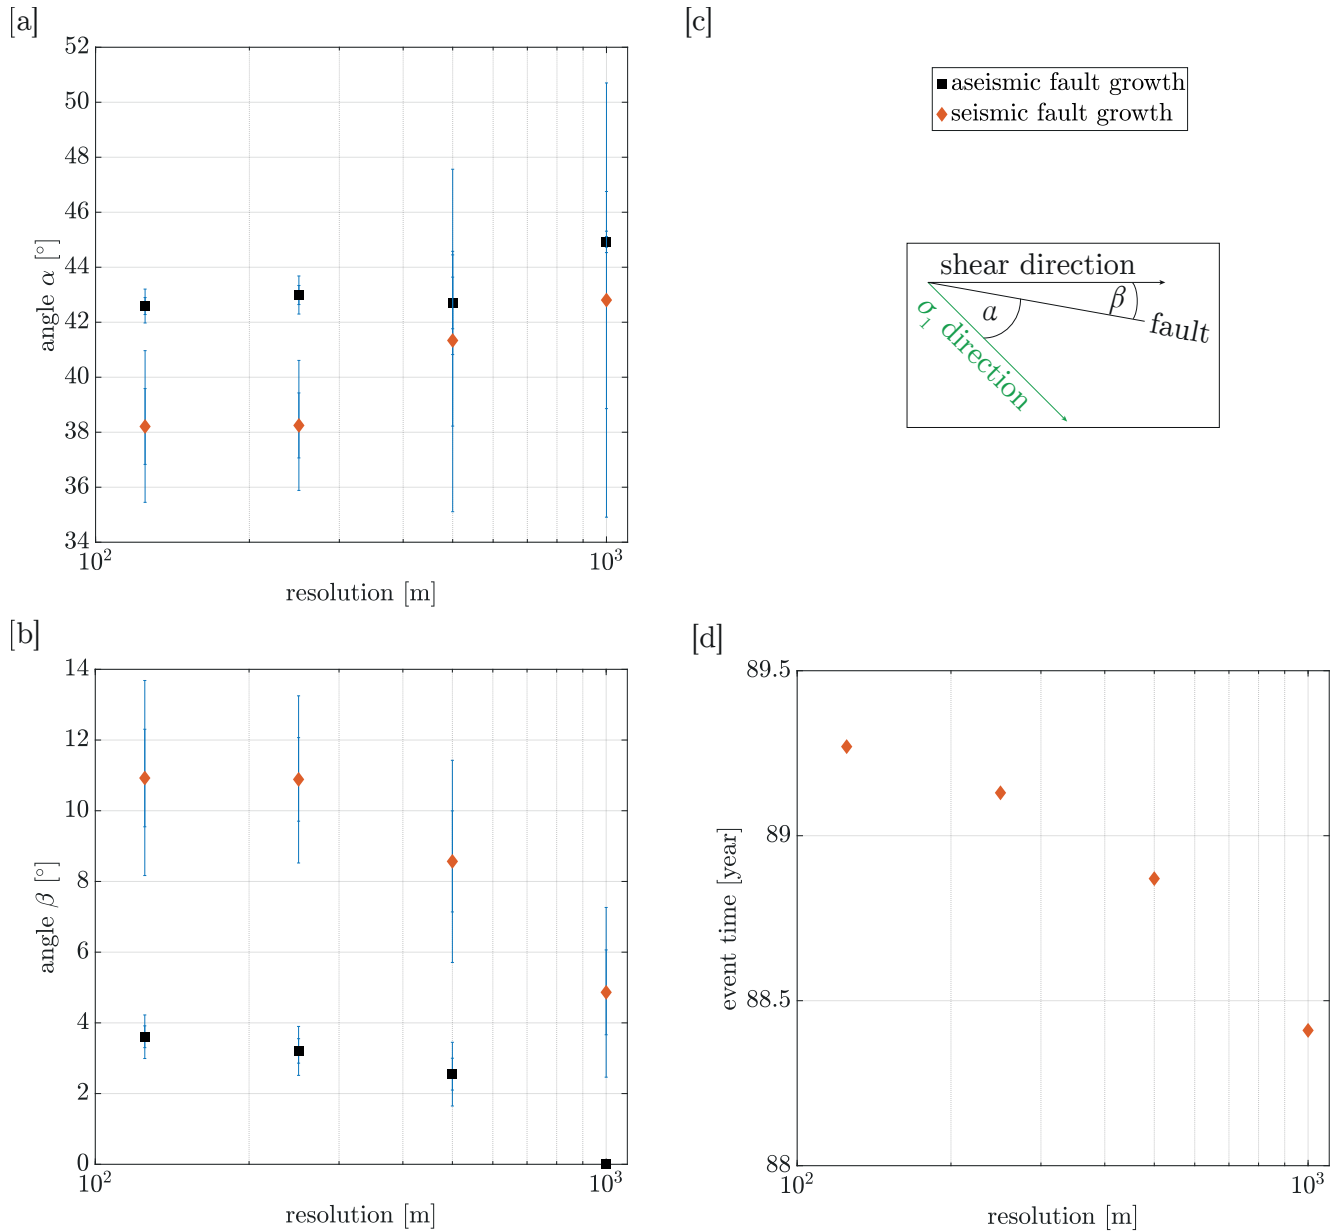 [a]
52
50
48
46
44
42
40
38
36
34
angle α [°]
10²
10³
resolution [m]
[c]
aseismic fault growth
seismic fault growth
shear direction
β
α
fault
σ₁ direction
[b]
14
12
10
8
6
4
2
0
angle β [°]
10²
10³
resolution [m]
[d]
89.5
89
88.5
88
event time [year]
10²
10³
resolution [m]